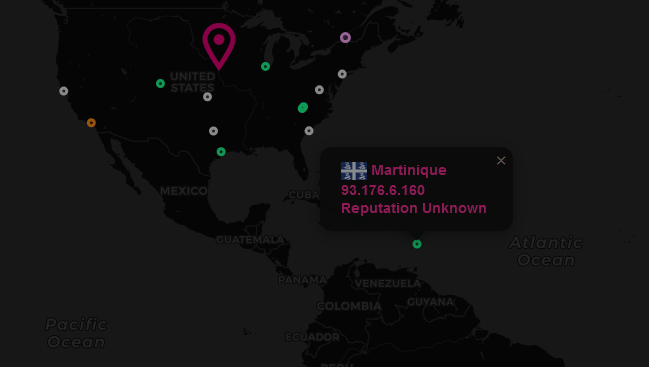 UNITED
STATES
Martinique
93.176.6.160
Reputation Unknown
MEXICO
CUBA
GUATEMALA
Atlantic
Ocean
PANAMA
VENEZUELA
COLOMBIA
GUYANA
Pacific
Ocean
ECUADOR